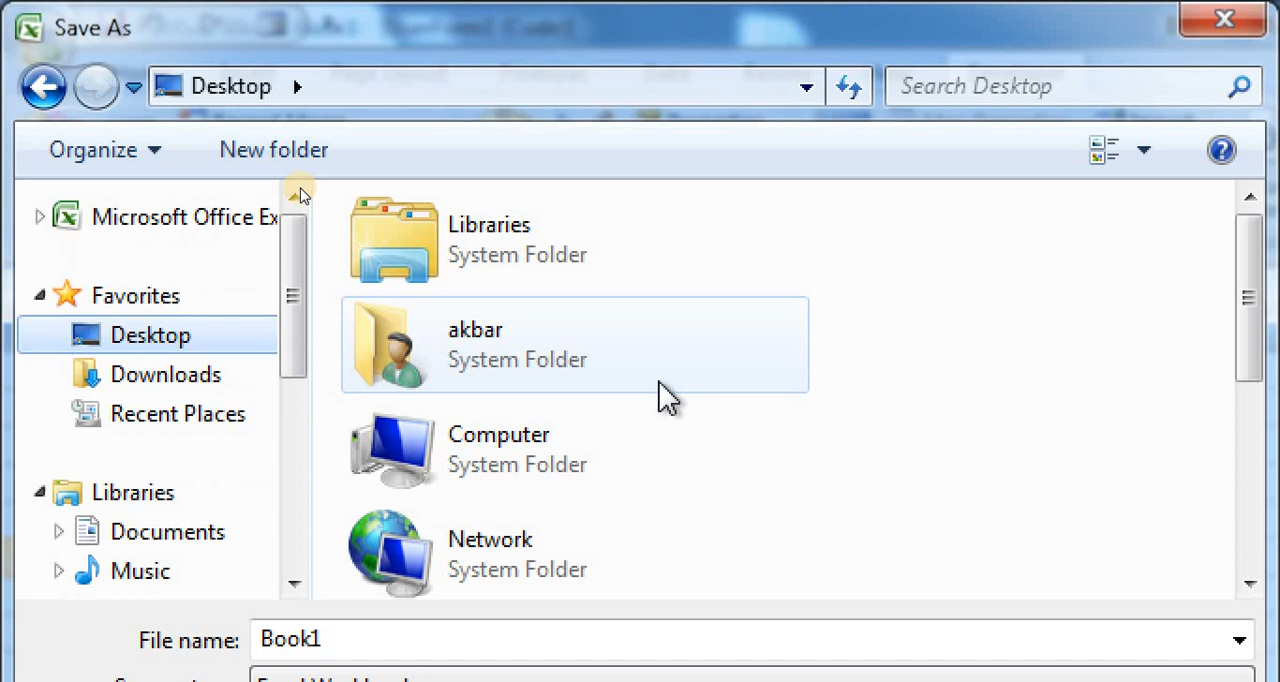 Save As
Desktop
Search Desktop
Organize
New folder
Microsoft Office Ex
Favorites
Desktop
Downloads
Recent Places
Libraries
Documents
Music
Libraries
System Folder
akbar
System Folder
Computer
System Folder
Network
System Folder
File name: Book1